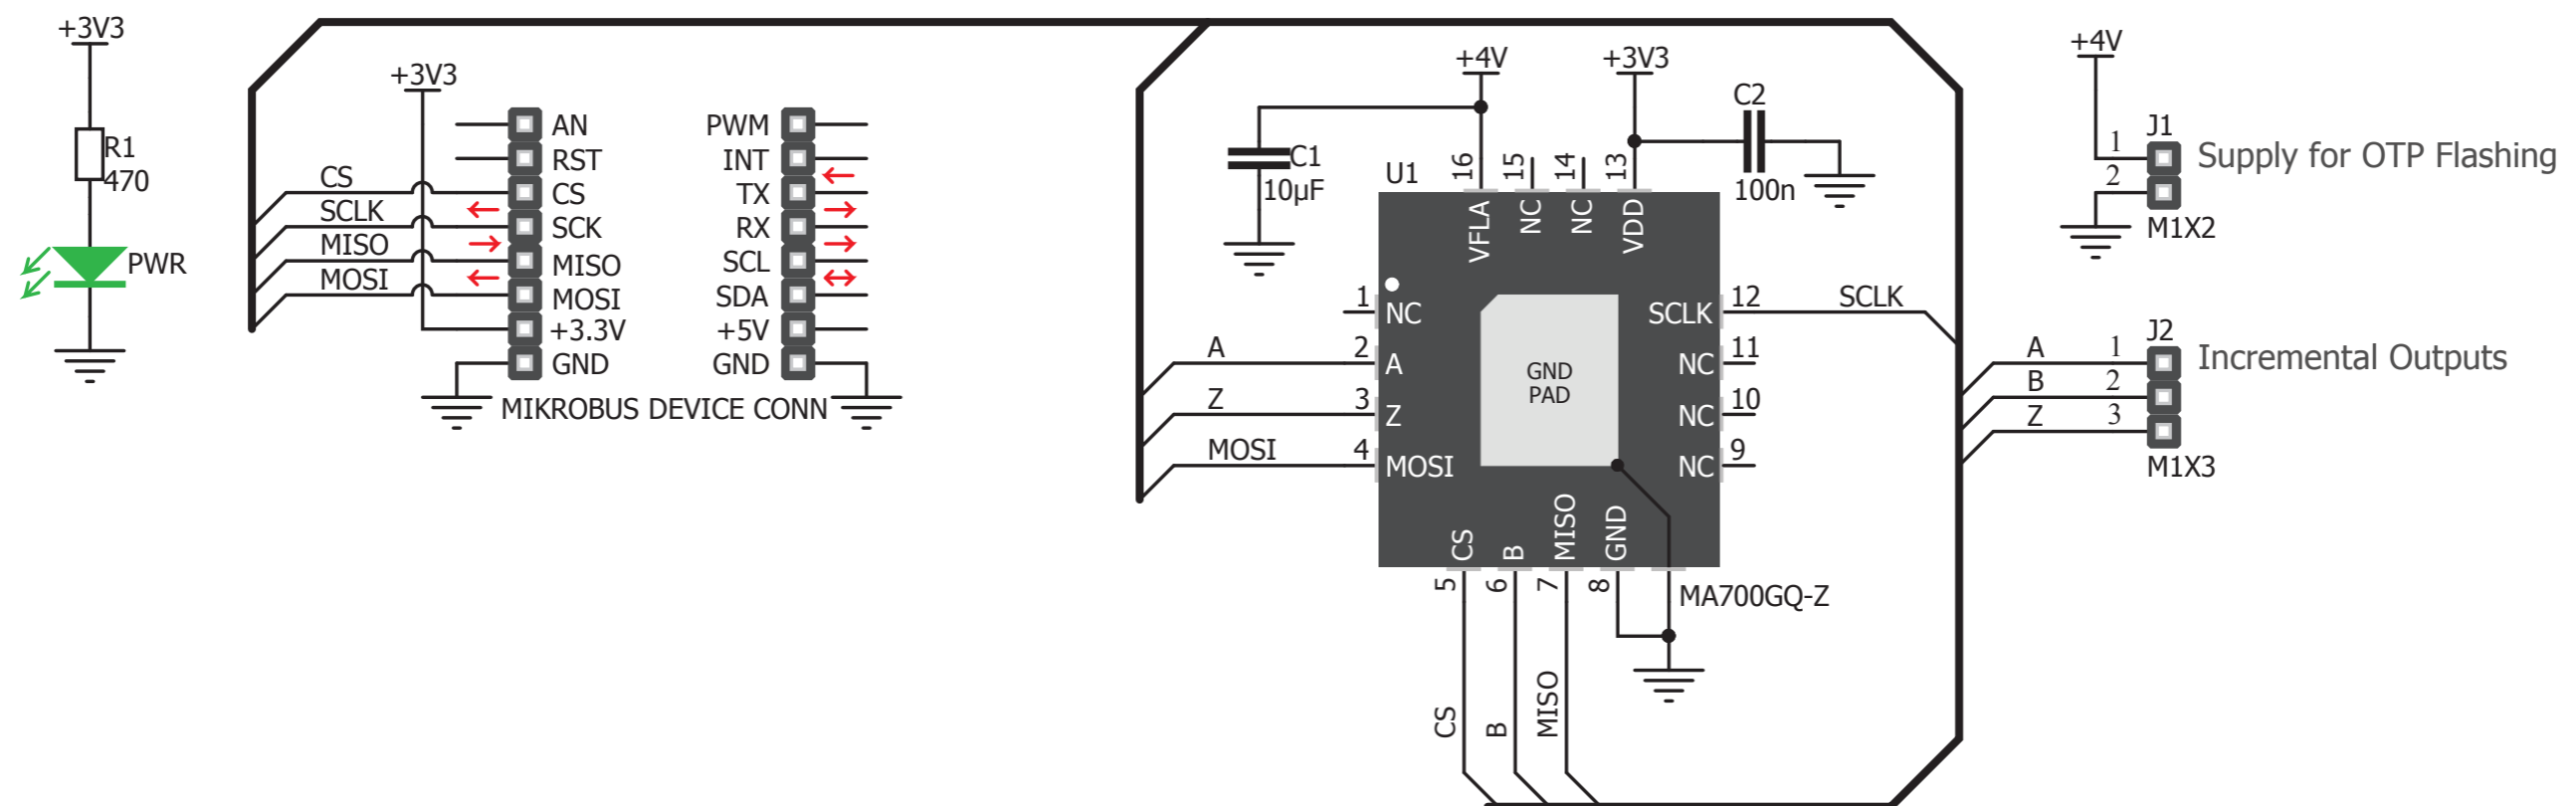 +3V3
R1
470
PWR
+3V3
CS
SCLK
MISO
MOSI
AN
RST
CS
SCK
MISO
MOSI
+3.3V
GND
PWM
INT
TX
RX
SCL
SDA
+5V
GND
MIKROBUS DEVICE CONN
+4V
+3V3
C1
10µF
C2
100n
U1
16
15
14
13
VFLA
NC
NC
VDD
1
NC
A
2
A
Z
3
Z
MOSI
4
MOSI
GND
PAD
SCLK
12
SCLK
NC
11
NC
10
NC
9
CS
B
MISO
GND
5
6
7
8
MA700GQ-Z
CS
B
MISO
+4V
J1
1
2
Supply for OTP Flashing
M1X2
J2
A
1
B
2
Z
3
Incremental Outputs
M1X3